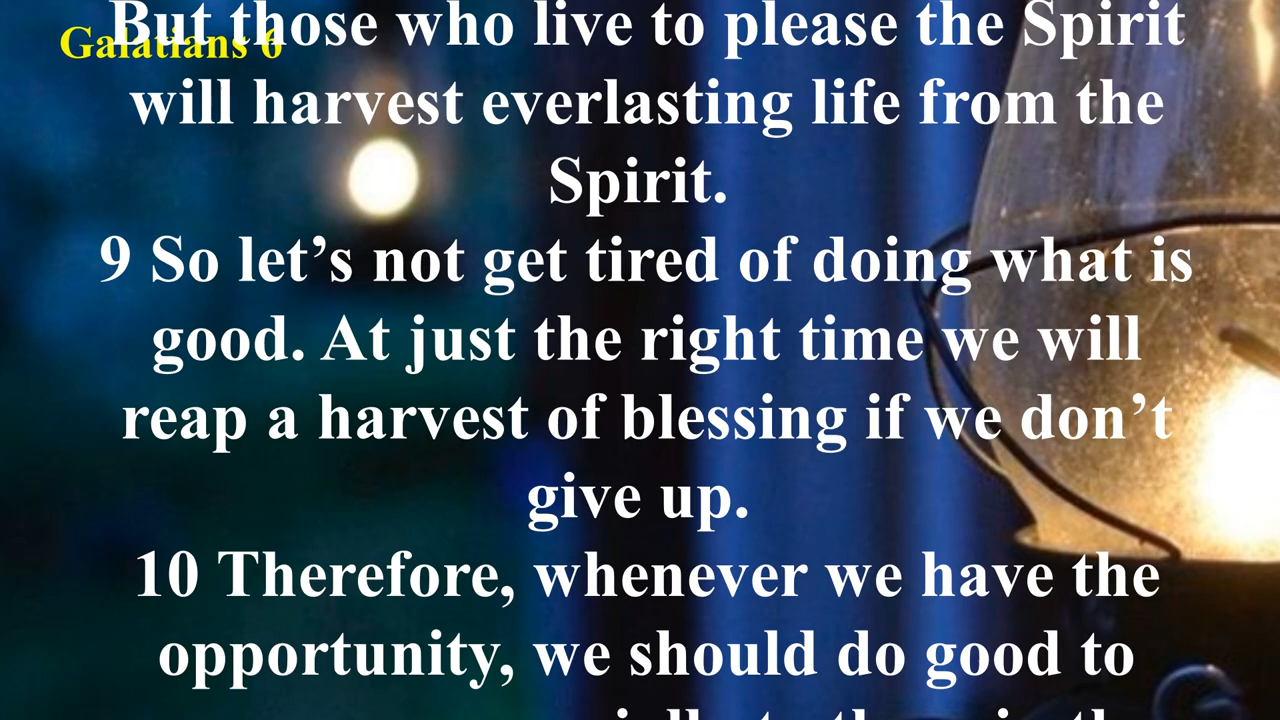 Galatians 6
But those who live to please the Spirit
will harvest everlasting life from the
Spirit.
9 So let’s not get tired of doing what is
good. At just the right time we will
reap a harvest of blessing if we don’t
give up.
10 Therefore, whenever we have the
opportunity, we should do good to